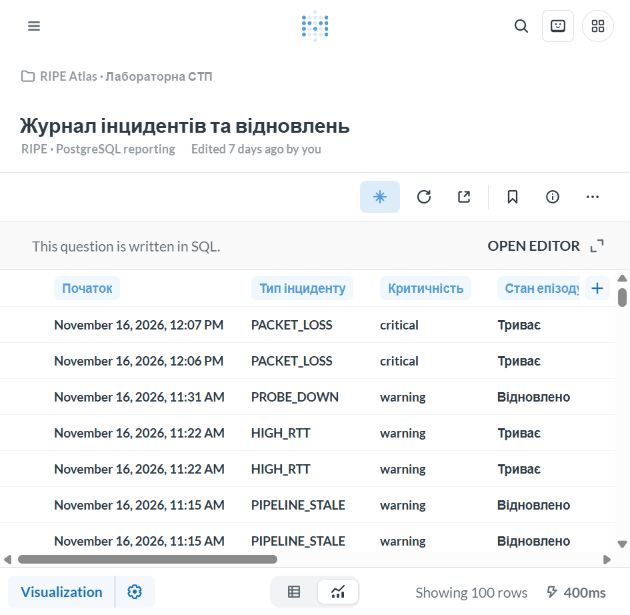 RIPE Atlas · Лабораторна СТП
Журнал інцидентів та відновлень
RIPE · PostgreSQL reporting Edited 7 days ago by you
This question is written in SQL. OPEN EDITOR
Початок Тип інциденту Критичність Стан епізоду
November 16, 2026, 12:07 PM PACKET_LOSS critical Триває
November 16, 2026, 12:06 PM PACKET_LOSS critical Триває
November 16, 2026, 11:31 AM PROBE_DOWN warning Відновлено
November 16, 2026, 11:22 AM HIGH_RTT warning Триває
November 16, 2026, 11:22 AM HIGH_RTT warning Триває
November 16, 2026, 11:15 AM PIPELINE_STALE warning Відновлено
November 16, 2026, 11:15 AM PIPELINE_STALE warning Відновлено
Visualization Showing 100 rows 400ms